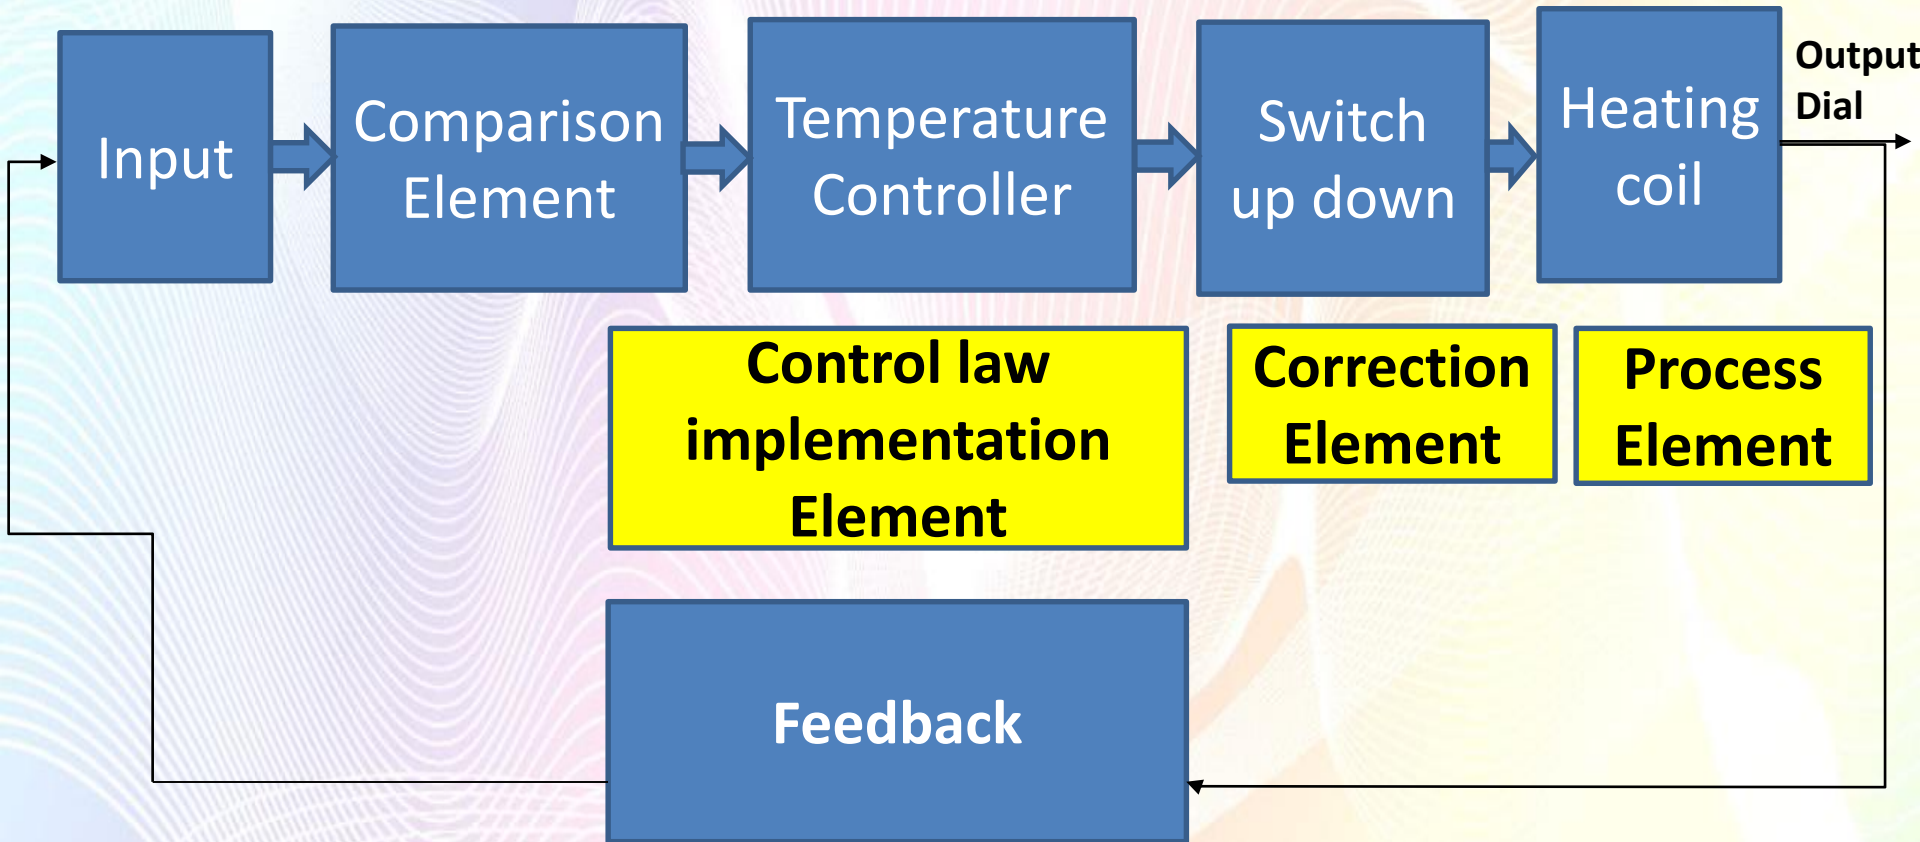 Input
Comparison
Element
Temperature
Controller
Switch
up down
Heating
coil
Output
Dial
Control law
implementation
Element
Correction
Element
Process
Element
Feedback